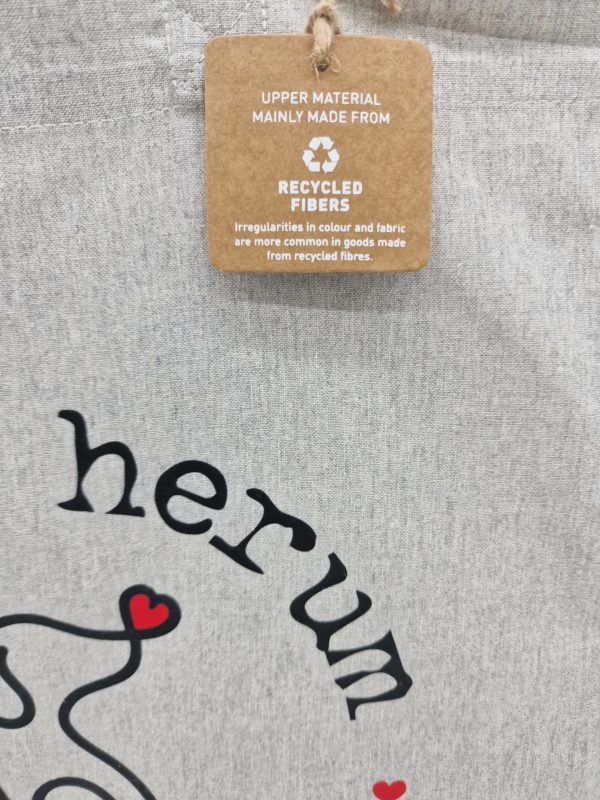 UPPER MATERIAL
MAINLY MADE FROM
RECYCLED
FIBERS
Irregularities in colour and fabric
are more common in goods made
from recycled fibres.
herum